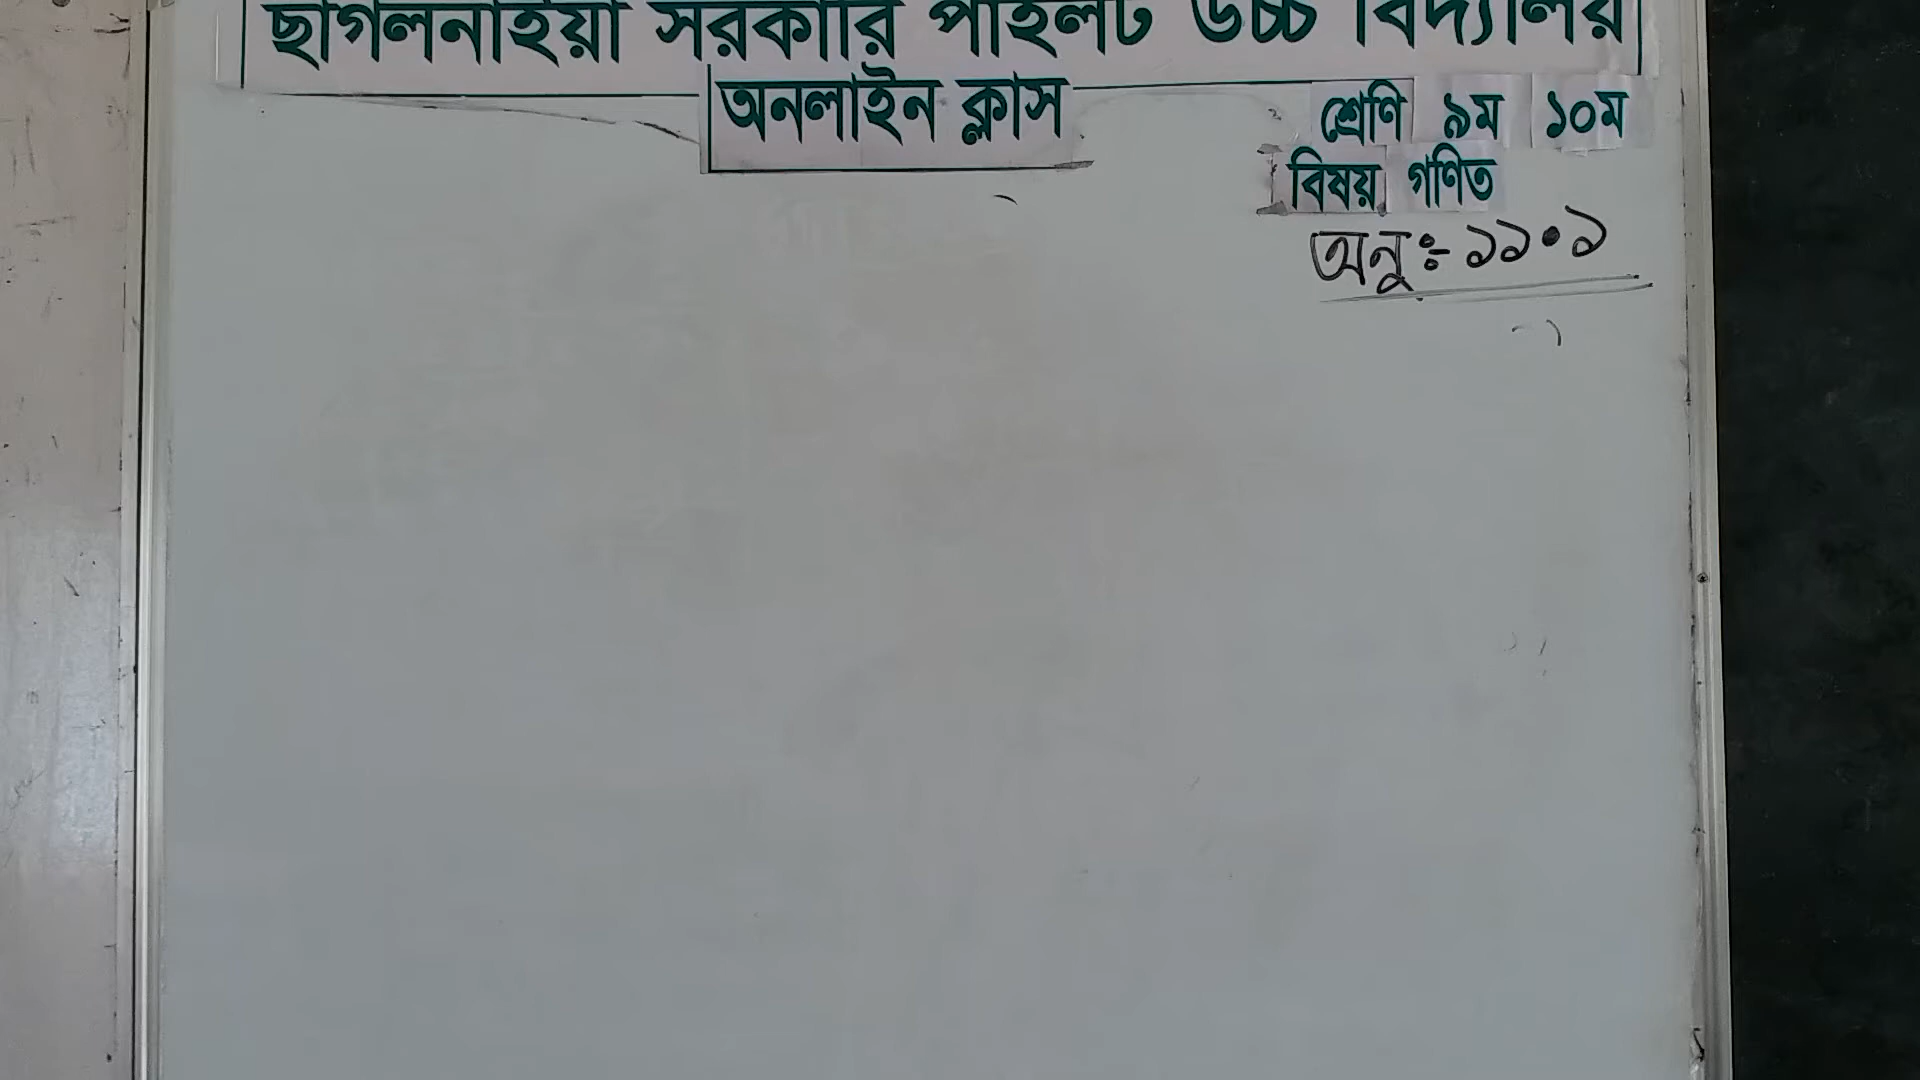 ছাগলনাইয়া সরকারি পাইলট উচ্চ বিদ্যালয়
অনলাইন ক্লাস
শ্রেণি ৯ম ১০ম
বিষয় গণিত
অনুঃ- ১১.১